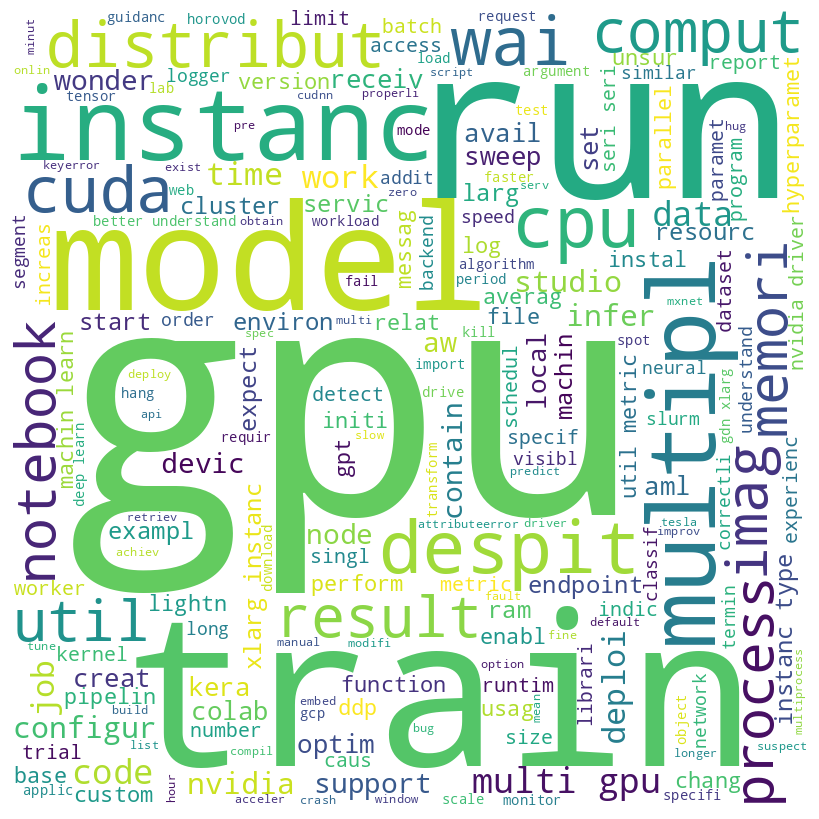 minut
guidanc
horovod
limit
batch
request
wai
comput
distribut
access
load
unsur
onlin
wonder
logger
version
receiv
script
argument
similar
report
tensor
lab
cudnn
properli
instanc
run
pre
mode
avail
test
hug
set
seri seri
parallel
paramet
program
hyperparamet
keyerror
exist
zero
sweep
faster
cuda
web
time
work
addit
larg
serv
cluster
servic
speed
cpu
data
resourc
better understand
obtain
workload
segment
increas
model
fail
messag
backend
log
algorithm
period
instal
studio
averag
file
infer
mxnet
dataset
nvidia driver
start
order
environ
relat
multi
kill
spot
multipl
memori
imag
process
notebook
gpu
spec
expect
aw
import
schedul
local
machin
neural
understand
machin learn
deep learn
hang
deploy
api
detect
drive
initi
util metric
slurm
gdn xlarg
devic
requir
gpt
contain
slow
specif
visibl
predict
aml
correctli
experienc
retriev
exampl
achiev
xlarg instanc
download
node
singl
transform
despit
attributeerror
driver
classif
tesla
improv
instanc type
worker
util
lightn
long
perform
result
metric
ram
fault
endpoint
indic
termin
tune
job
kernel
creat
pipelin
train
manual
modifi
enabl
fine
default
deploi
configur
build
kera
colab
number
function
embed
gcp
ddp
option
runtim
usag
mean
librari
object
network
multiprocess
trial
list
compil
optim
caus
bug
size
suspect
longer
base
code
applic
custom
hour
nvidia
acceler
support
crash
window
scale
multi gpu
monitor
chang
specifi